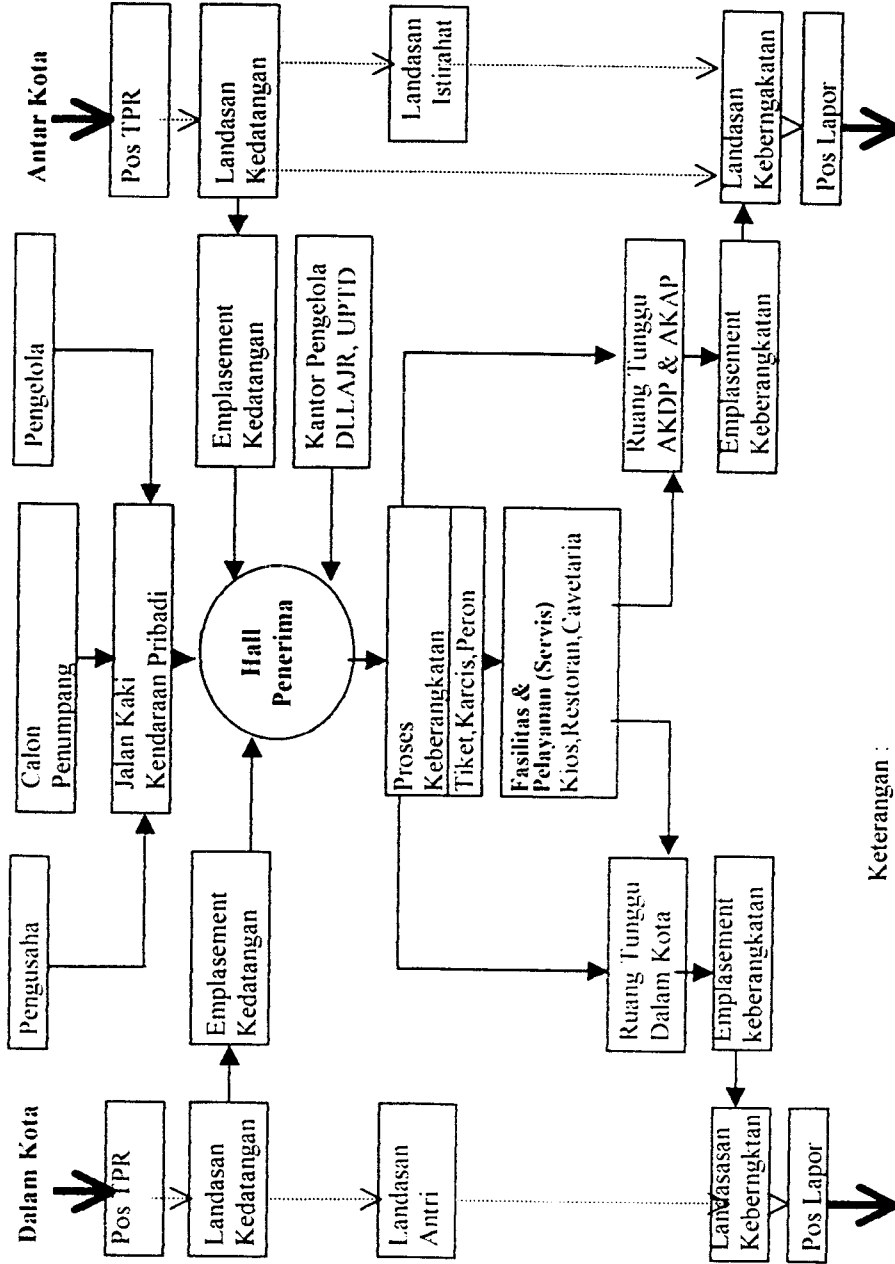 Dalam Kota
Pos TPR
Landasan
Kedatangan
Landasan
Antri
Landasasan
Keberngktan
Pos Lapor
Pengusaha
Emplasement
Kedatangan
Ruang Tunggu
Dalam Kota
Emplasement
keberangkatan
Calon
Penumpang
Jalan Kaki
Kendaraan Pribadi
Hall
Penerima
Proses
Keberangkatan
Tiket,Karcis,Peron
Fasilitas &
Pelayanan (Servis)
Kios,Restoran,Cavetaria
Pengelola
Emplasement
Kedatangan
Kantor Pengelola
DLLAJR, UPTD
Ruang Tunggu
AKDP & AKAP
Emplasement
Keberangkatan
Antar Kota
Pos TPR
Landasan
Kedatangan
Landasan
Istirahat
Landasan
Keberngakatan
Pos Lapor
Keterangan :